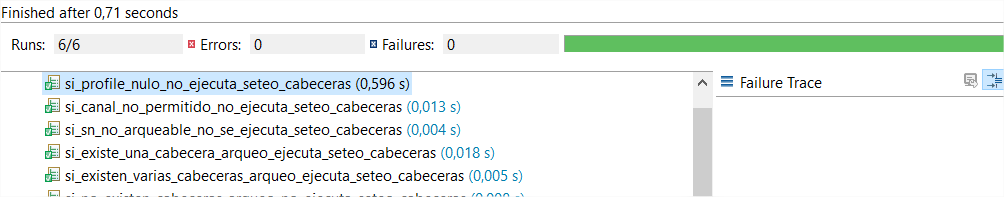 Finished after 0,71 seconds
Runs: 6/6 Errors: 0 Failures: 0
si_profile_nulo_no_ejecuta_seteo_cabeceras (0,596 s)
Failure Trace
si_canal_no_permitido_no_ejecuta_seteo_cabeceras (0,013 s)
si_sn_no_arqueable_no_se_ejecuta_seteo_cabeceras (0,004 s)
si_existe_una_cabecera_arqueo_ejecuta_seteo_cabeceras (0,018 s)
si_existen_varias_cabeceras_arqueo_ejecuta_seteo_cabeceras (0,005 s)